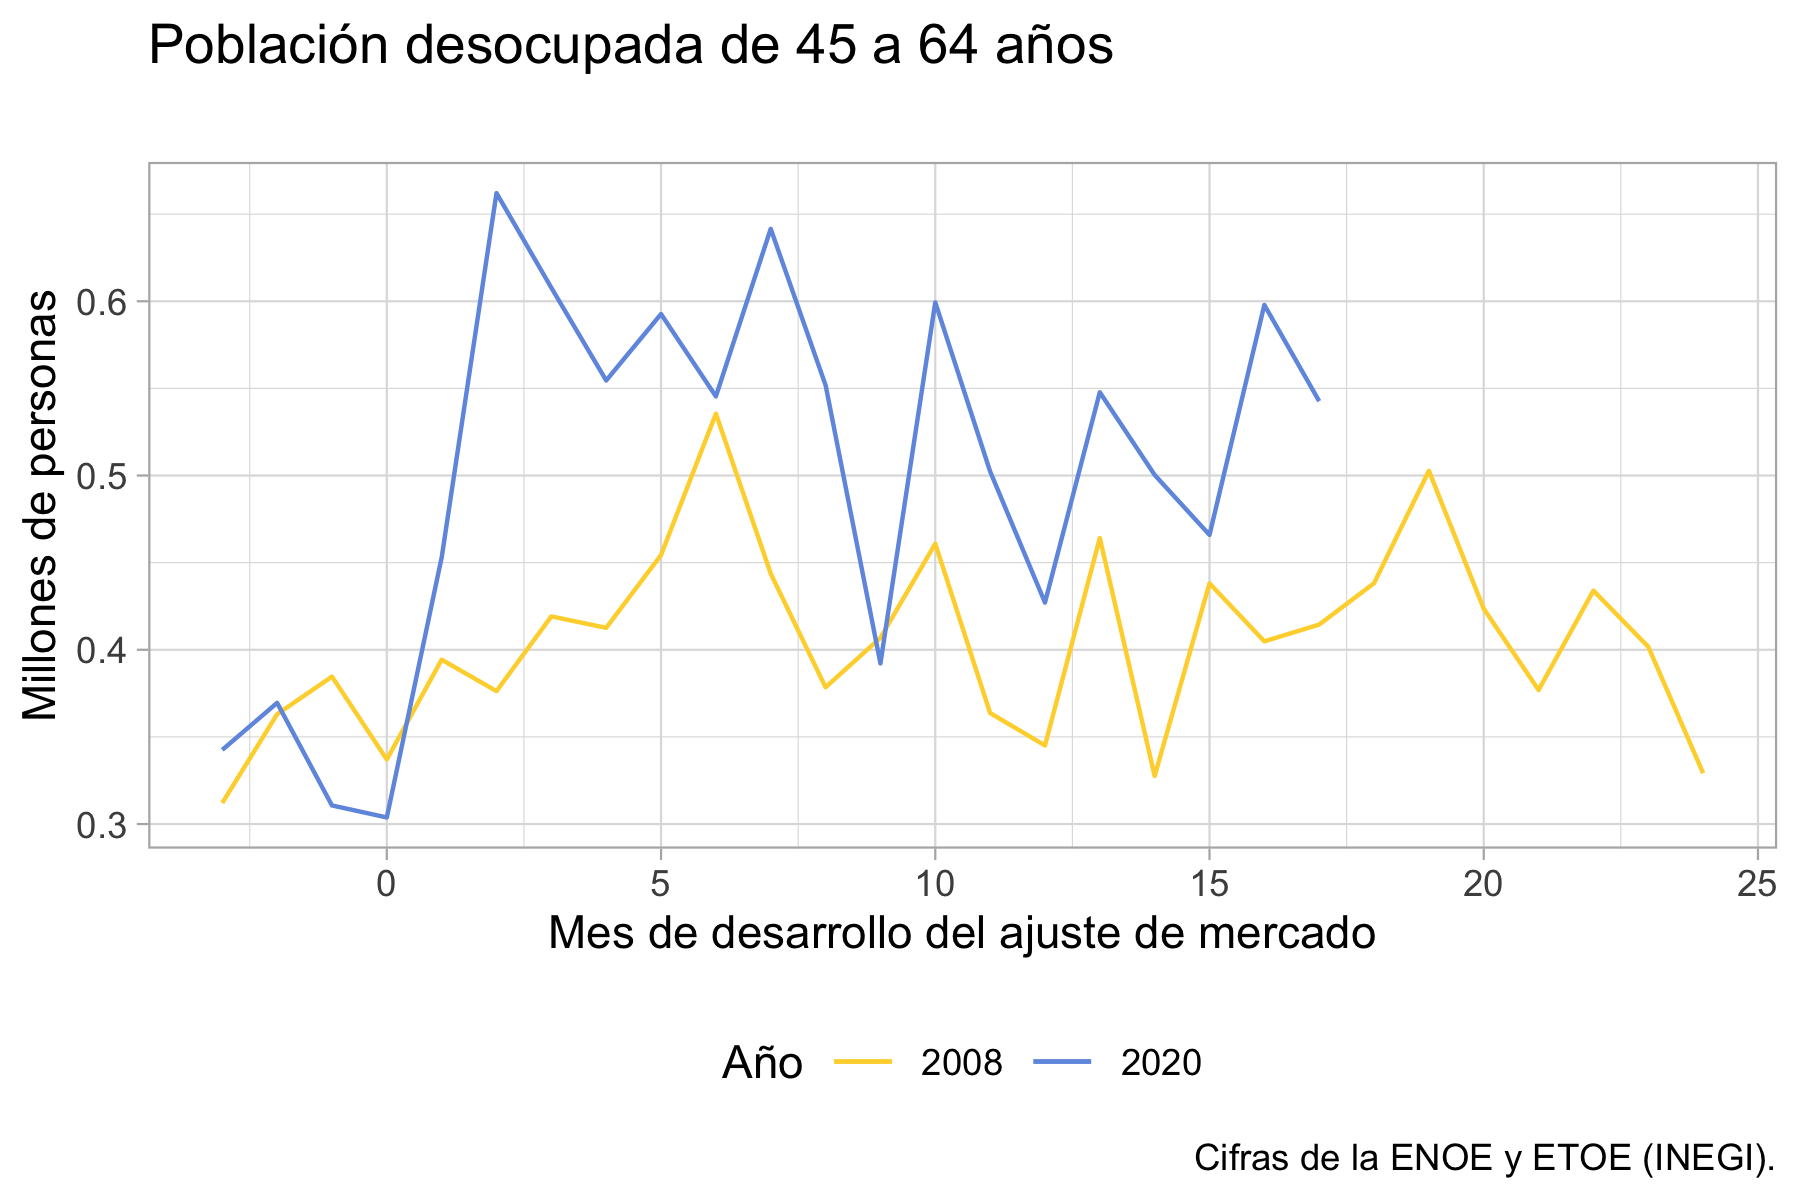 Población desocupada de 45 a 64 años
Millones de personas
0.6
0.5
0.4
0.3
0 5 10 15 20 25
Mes de desarrollo del ajuste de mercado
Año 2008 2020
Cifras de la ENOE y ETOE (INEGI).